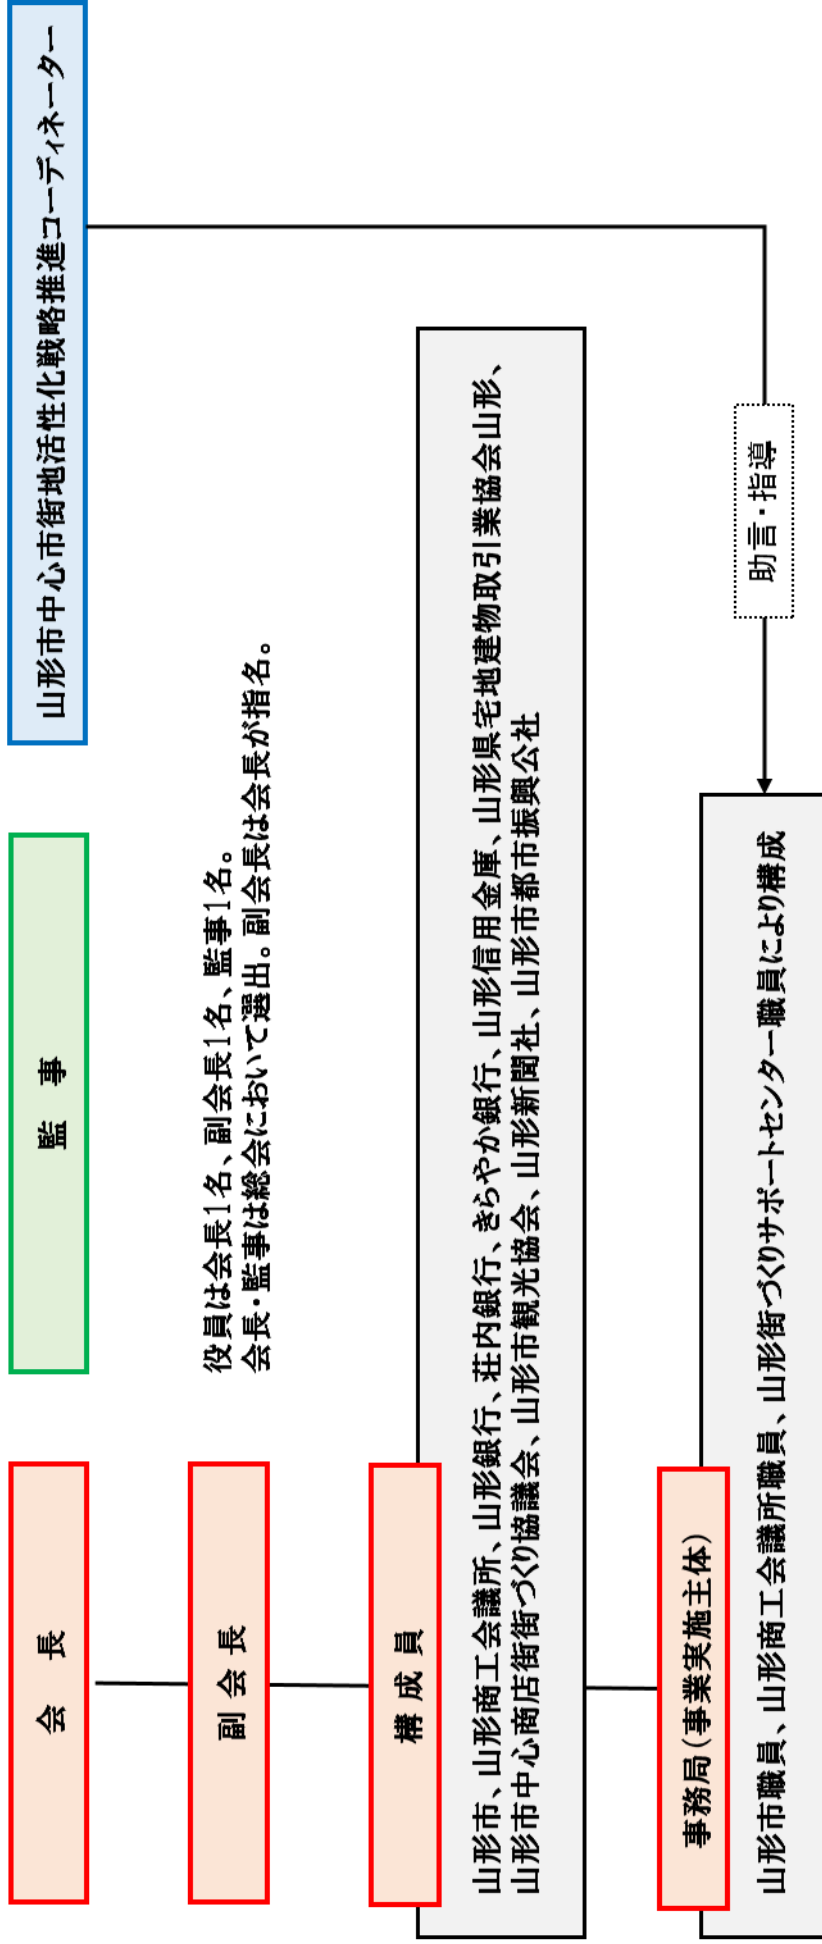 会　長
監　事
山形市中心市街地活性化戦略推進コーディネーター
副 会 長
役員は会長1名、副会長1名、監事1名。
会長・監事は総会において選出。副会長は会長が指名。
構 成 員
山形市、山形商工会議所、山形銀行、荘内銀行、きらやか銀行、山形信用金庫、山形県宅地建物取引業協会山形、
山形市中心商店街街づくり協議会、山形市観光協会、山形新聞社、山形市都市振興公社
事務局（事業実施主体）
助言・指導
山形市職員、山形商工会議所職員、山形街づくりサポートセンター職員により構成